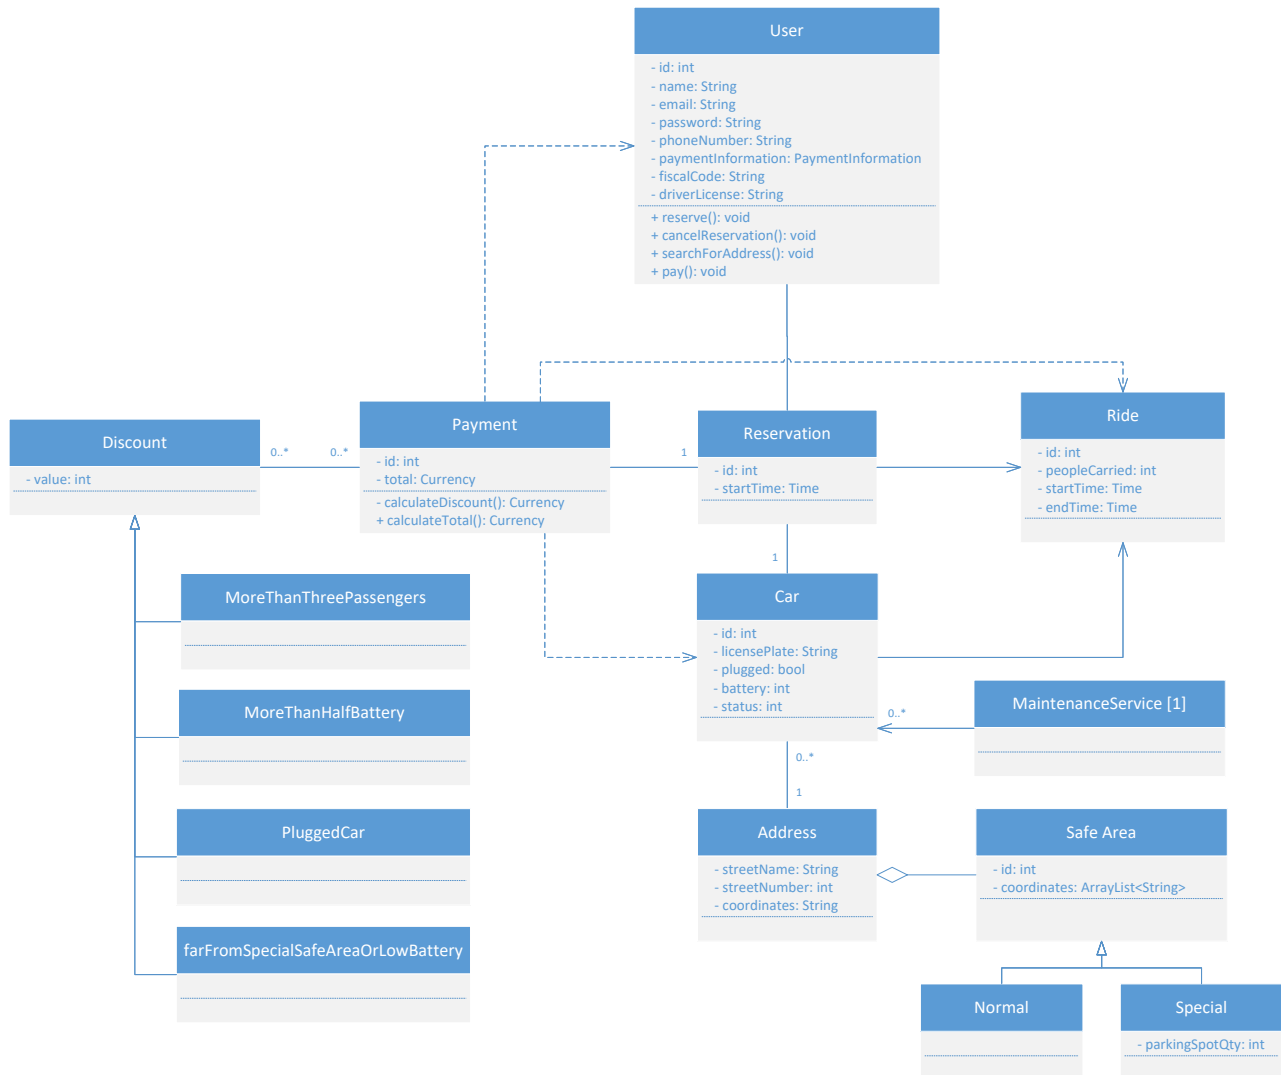 User
- id: int
- name: String
- email: String
- password: String
- phoneNumber: String
- paymentInformation: PaymentInformation
- fiscalCode: String
- driverLicense: String
+ reserve(): void
+ cancelReservation(): void
+ searchForAddress(): void
+ pay(): void
Discount
- value: int
0..*
0..*
Payment
- id: int
- total: Currency
- calculateDiscount(): Currency
+ calculateTotal(): Currency
1
Reservation
- id: int
- startTime: Time
Ride
- id: int
- peopleCarried: int
- startTime: Time
- endTime: Time
1
MoreThanThreePassengers
MoreThanHalfBattery
PluggedCar
farFromSpecialSafeAreaOrLowBattery
Car
- id: int
- licensePlate: String
- plugged: bool
- battery: int
- status: int
0..*
MaintenanceService [1]
0..*
1
Address
- streetName: String
- streetNumber: int
- coordinates: String
Safe Area
- id: int
- coordinates: ArrayList<String>
Normal
Special
- parkingSpotQty: int